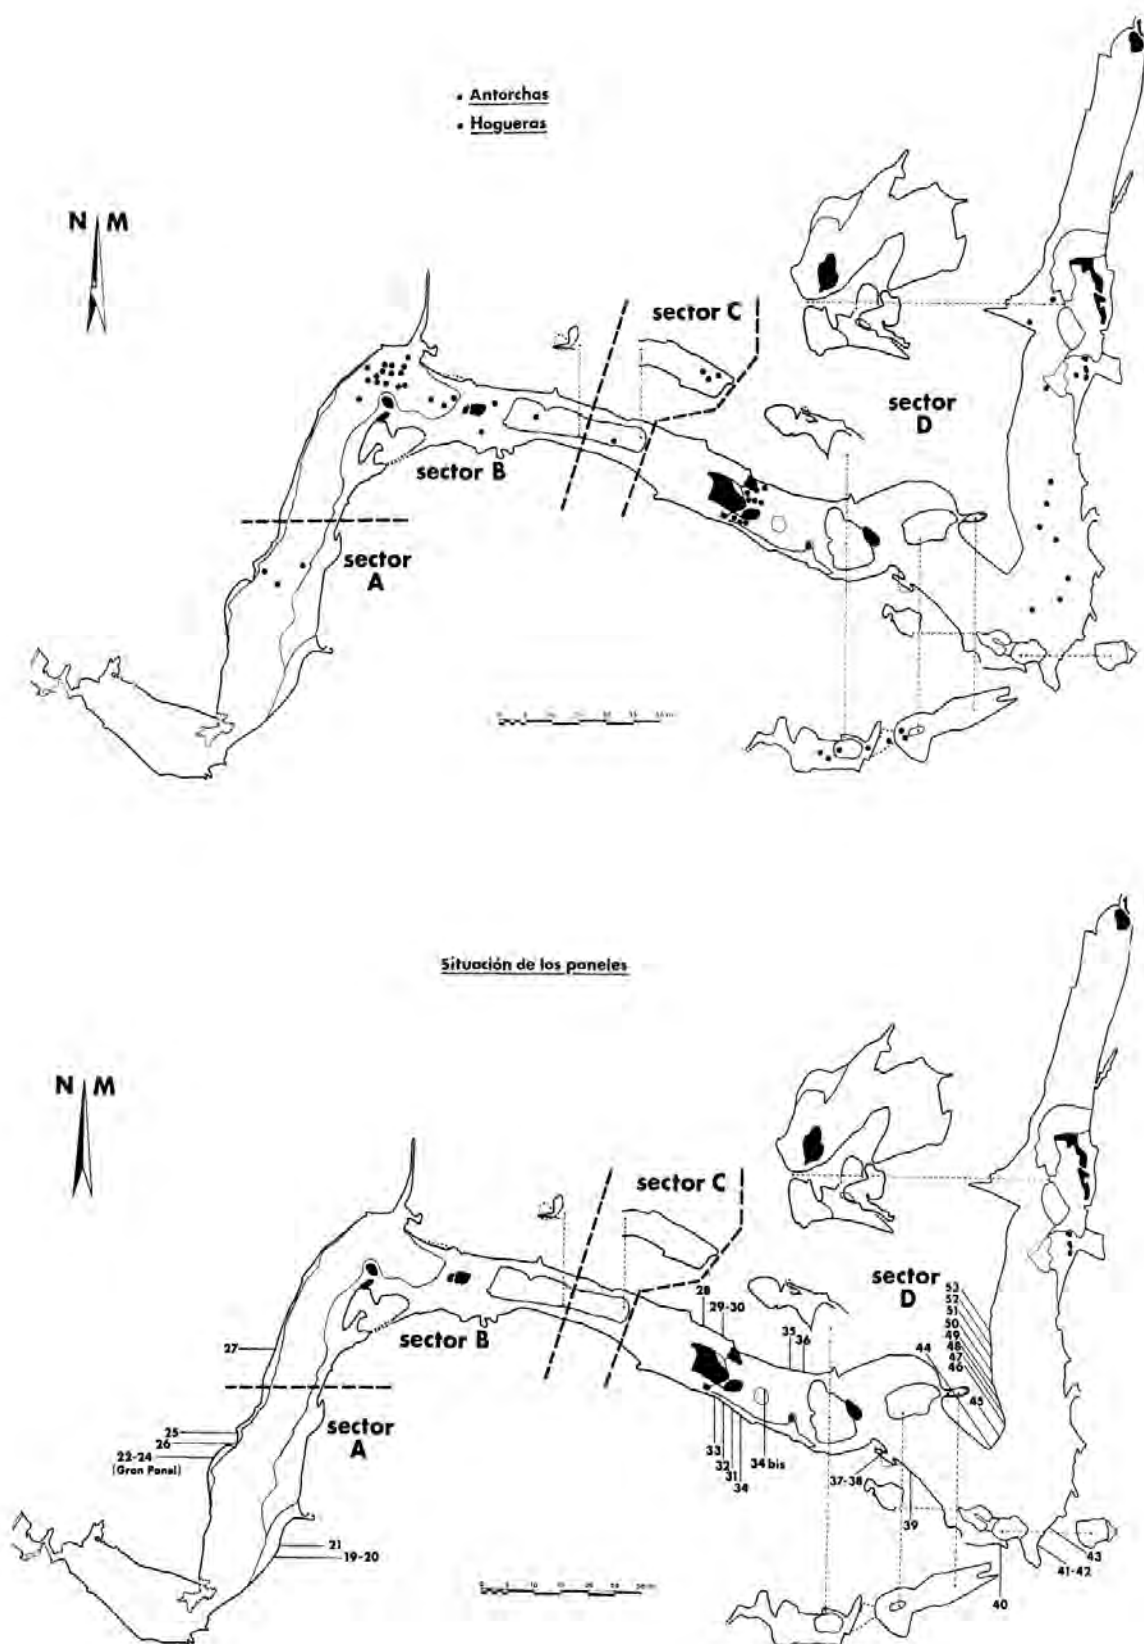 • Antorchas
• Hogueras
N M
sector C
sector D
sector B
sector A
Situación de los paneles
N M
sector C
sector D
sector B
sector A
28
29-30
35
36
53
52
51
50
49
48
47
46
44
45
27
25
26
22-24
(Gran Panel)
21
19-20
33
32
31
34
34 bis
37-38
39
43
41-42
40